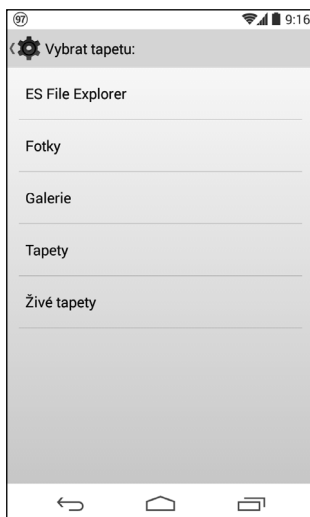 97 9:16
Vybrat tapetu:
ES File Explorer
Fotky
Galerie
Tapety
Živé tapety